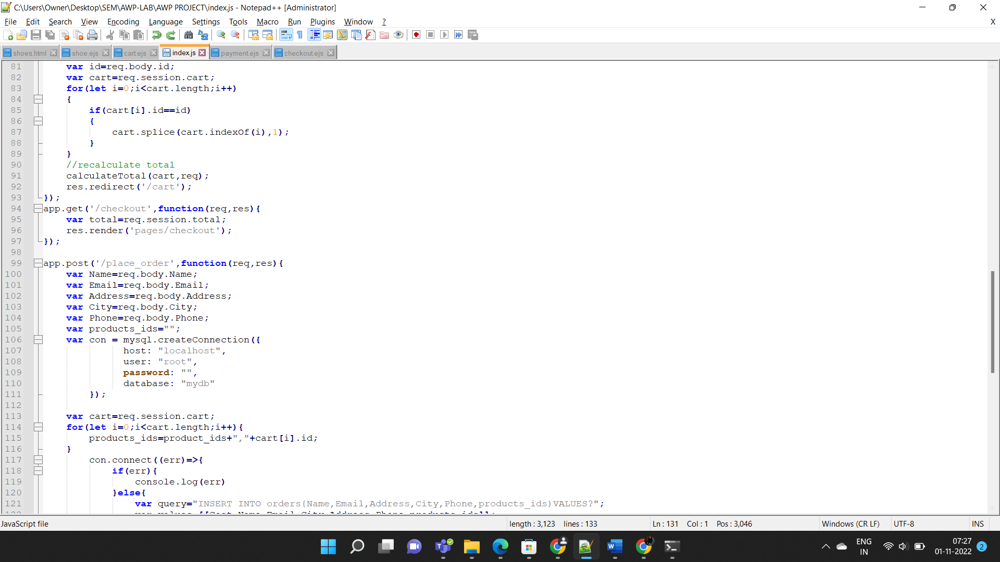 C:\Users\Owner\Desktop\SEM\AWP-LAB\AWP PROJECT\index.js - Notepad++ [Administrator]
File Edit Search View Encoding Language Settings Tools Macro Run Plugins Window ? X
shoes.html shoe.ejs cart.ejs index.js payment.ejs checkout.ejs
81 var id=req.body.id;
82 var cart=req.session.cart;
83 for(let i=0;i<cart.length;i++)
84 {
85 if(cart[i].id==id)
86 {
87 cart.splice(cart.indexOf(i),1);
88 }
89 }
90 //recalculate total
91 calculateTotal(cart,req);
92 res.redirect('/cart');
93 });
94 app.get('/checkout',function(req,res){
95 var total=req.session.total;
96 res.render('pages/checkout');
97 });
98
99 app.post('/place_order',function(req,res){
100 var Name=req.body.Name;
101 var Email=req.body.Email;
102 var Address=req.body.Address;
103 var City=req.body.City;
104 var Phone=req.body.Phone;
105 var products_ids="";
106 var con = mysql.createConnection({
107 host: "localhost",
108 user: "root",
109 password: "",
110 database: "mydb"
111 });
112
113 var cart=req.session.cart;
114 for(let i=0;i<cart.length;i++){
115 products_ids=product_ids+","+cart[i].id;
116 }
117 con.connect((err)=>{
118 if(err){
119 console.log(err)
120 }else{
121 var query="INSERT INTO orders{Name,Email,Address,City,Phone,products_ids)VALUES?";
JavaScript file length : 3,123 lines : 133 Ln : 131 Col : 1 Pos : 3,046 Windows (CR LF) UTF-8 INS
ENG
IN
07:27
01-11-2022
2